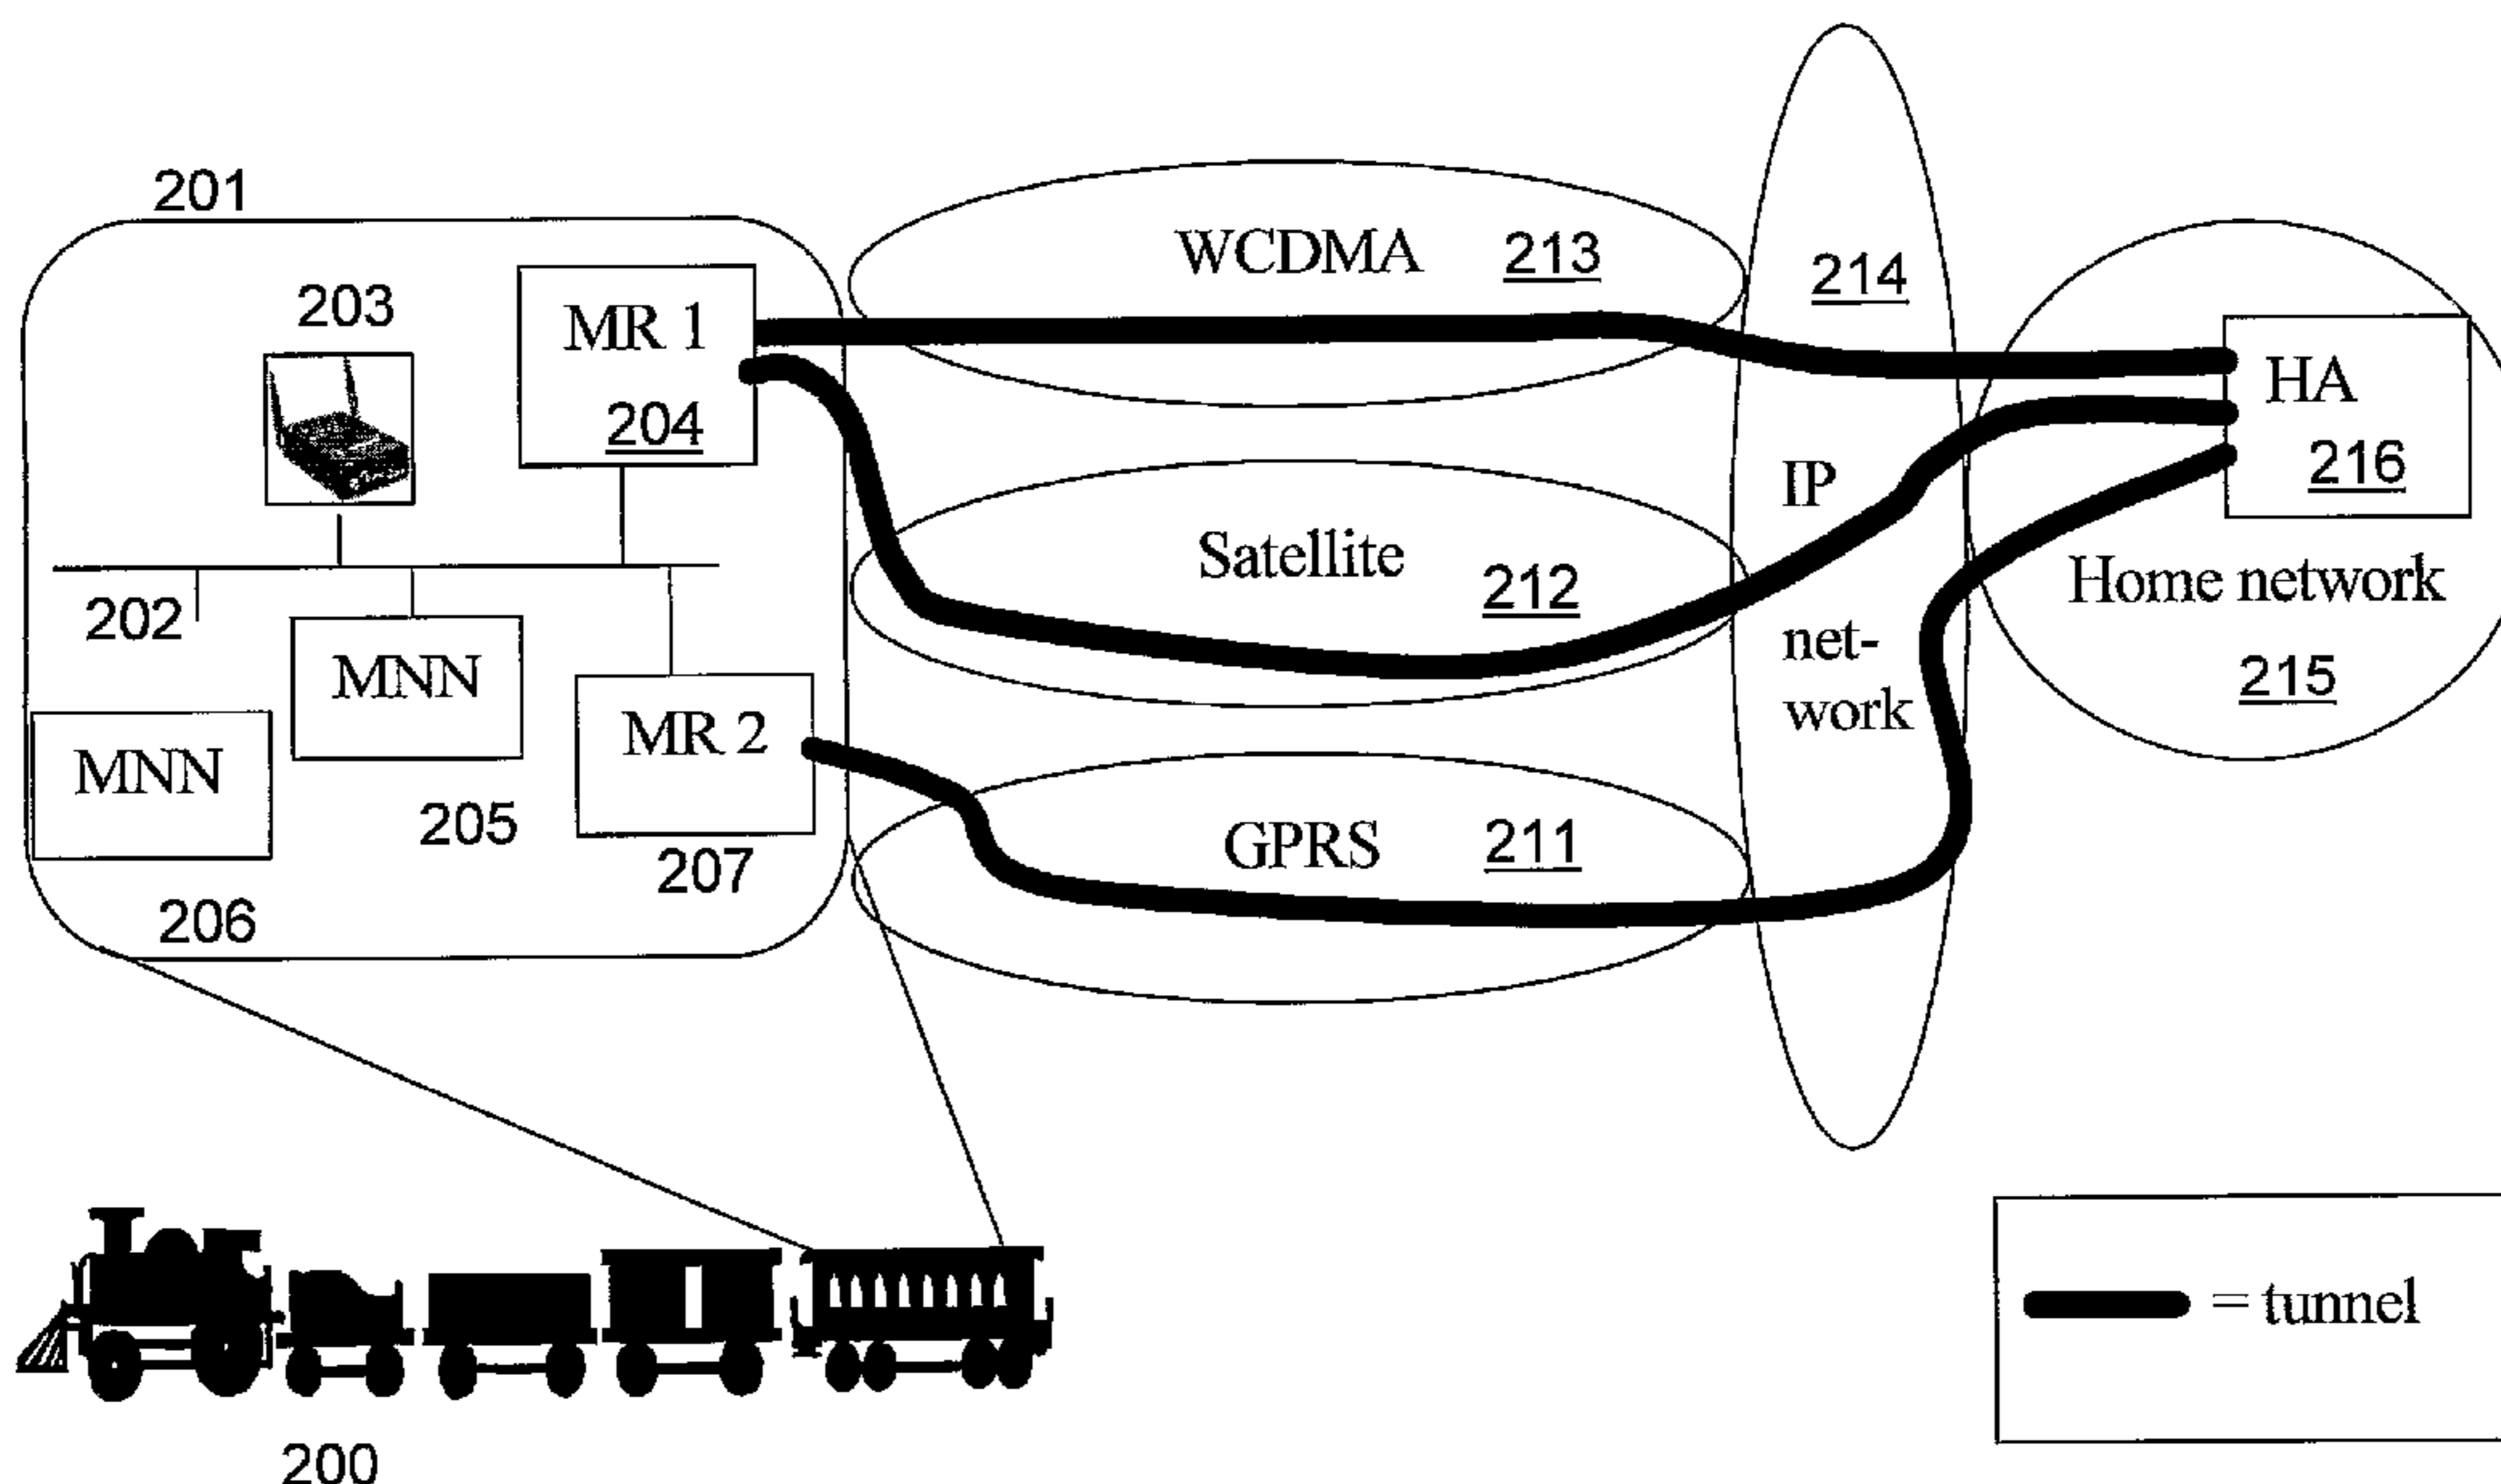 201
203
MR 1
204
202
MNN
205
MNN
206
MR 2
207
WCDMA 213
Satellite 212
GPRS 211
214
IP
net-
work
HA
216
Home network
215
200
= tunnel